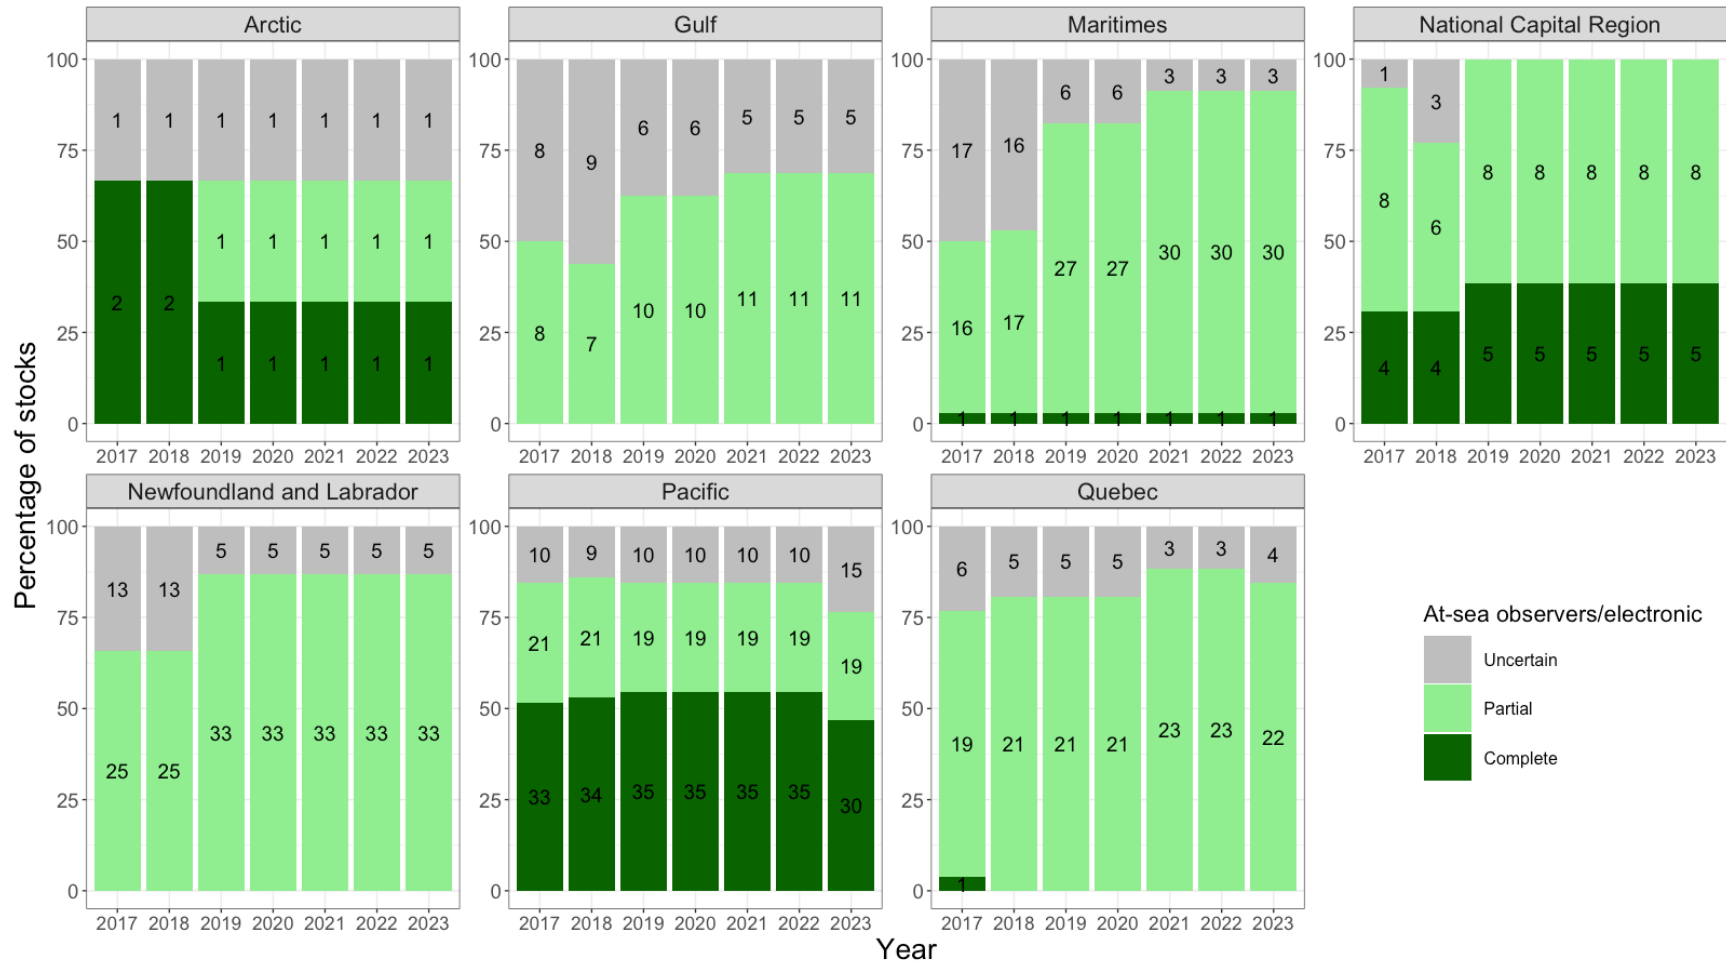 Arctic
Gulf
Maritimes
National Capital Region
100 1 1 1 1 1 1 1
75
50 1 1 1 1 1
2 2
25
1 1 1 1 1
0
2017 2018 2019 2020 2021 2022 2023
100
8 9 6 6 5 5 5
75
50
8 7 10 10 11 11 11
25
0
2017 2018 2019 2020 2021 2022 2023
100
17 16 6 6 3 3 3
75
50
16 17 27 27 30 30 30
25
1 1 1 1 1 1 1
0
2017 2018 2019 2020 2021 2022 2023
100
1 3
75
8 6 8 8 8 8 8
50
25
4 4 5 5 5 5 5
0
2017 2018 2019 2020 2021 2022 2023
Percentage of stocks
Newfoundland and Labrador
Pacific
Quebec
100
13 13 5 5 5 5 5
75
50
25 25 33 33 33 33 33
25
0
2017 2018 2019 2020 2021 2022 2023
100
10 9 10 10 10 10 15
75
21 21 19 19 19 19 19
50
33 34 35 35 35 35 30
25
0
2017 2018 2019 2020 2021 2022 2023
100
6 5 5 5 3 3 4
75
50
19 21 21 21 23 23 22
25
1
0
2017 2018 2019 2020 2021 2022 2023
Year
At-sea observers/electronic
Uncertain
Partial
Complete